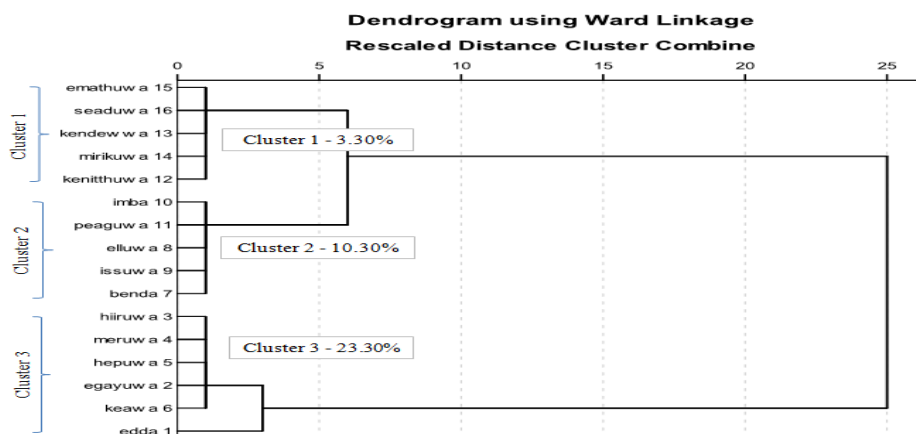 Dendrogram using Ward Linkage
Rescaled Distance Cluster Combine
0 5 10 15 20 25
Cluster 1
emathuw a 15
seaduw a 16
kendew w a 13
mirikuw a 14
kenitthuw a 12
Cluster 1 - 3.30%
Cluster 2
imba 10
peaguw a 11
elluw a 8
issuw a 9
benda 7
Cluster 2 - 10.30%
Cluster 3
hiiruw a 3
meruw a 4
hepuw a 5
egayuw a 2
keaw a 6
edda 1
Cluster 3 - 23.30%